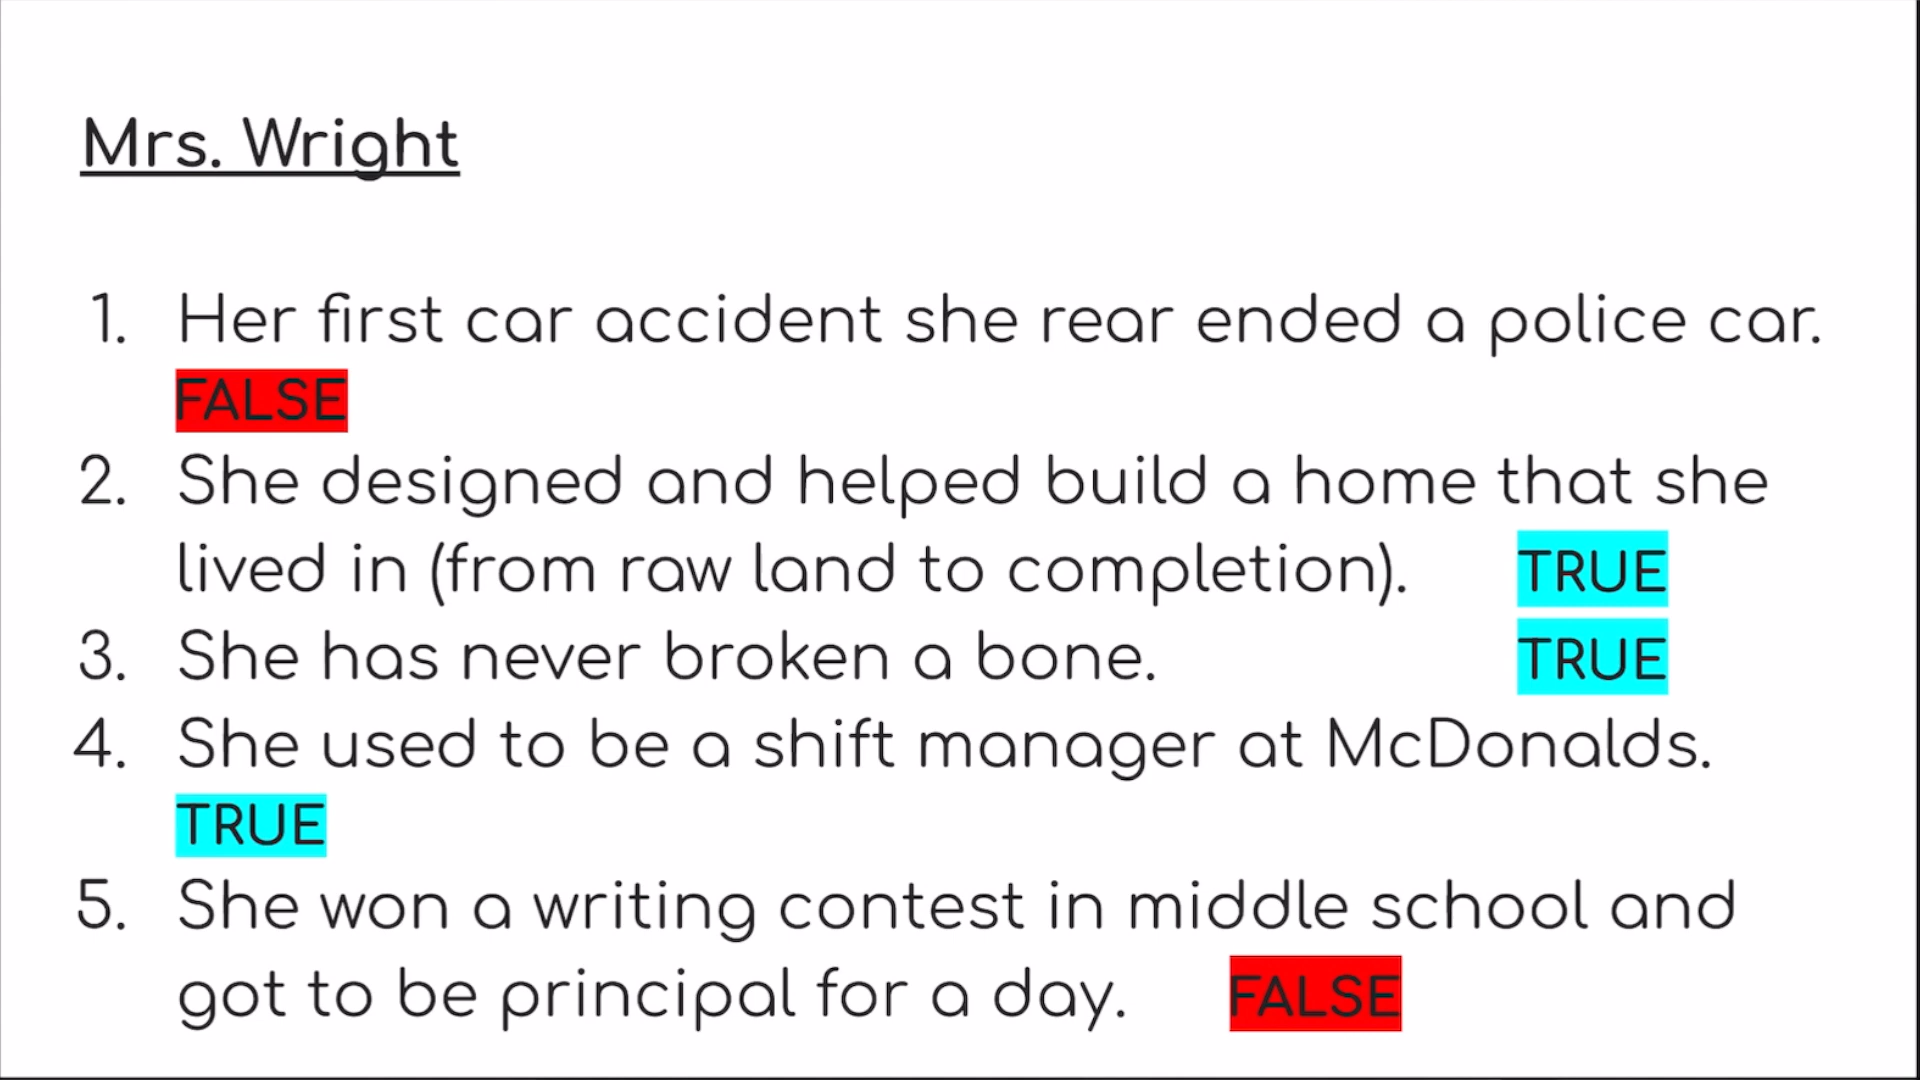 Mrs. Wright
1. Her first car accident she rear ended a police car.
FALSE
2. She designed and helped build a home that she
lived in (from raw land to completion). TRUE
3. She has never broken a bone. TRUE
4. She used to be a shift manager at McDonalds.
TRUE
5. She won a writing contest in middle school and
got to be principal for a day. FALSE